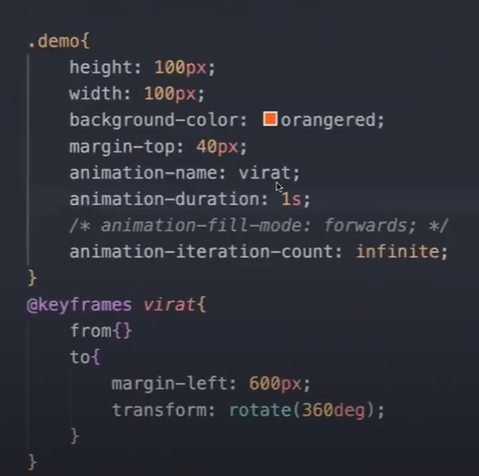 .demo{
height: 100px;
width: 100px;
background-color: orangered;
margin-top: 40px;
animation-name: virat;
animation-duration: 1s;
/* animation-fill-mode: forwards; */
animation-iteration-count: infinite;
}
@keyframes virat{
from{}
to{
margin-left: 600px;
transform: rotate(360deg);
}
}